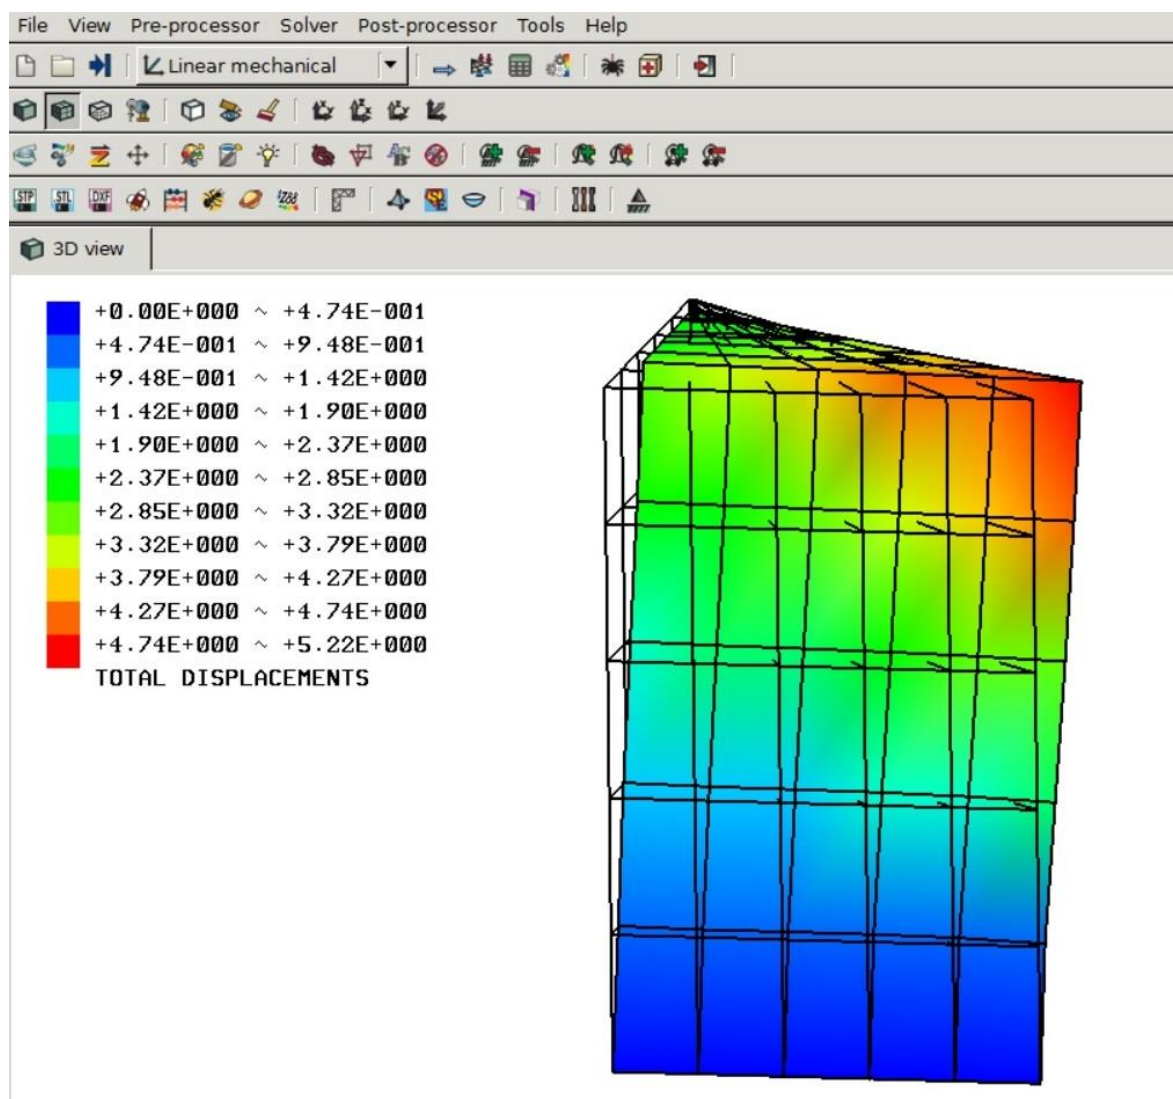 File View Pre-processor Solver Post-processor Tools Help
Linear mechanical
STP STL DXF Z88
3D view
+0.00E+000 ~ +4.74E-001
+4.74E-001 ~ +9.48E-001
+9.48E-001 ~ +1.42E+000
+1.42E+000 ~ +1.90E+000
+1.90E+000 ~ +2.37E+000
+2.37E+000 ~ +2.85E+000
+2.85E+000 ~ +3.32E+000
+3.32E+000 ~ +3.79E+000
+3.79E+000 ~ +4.27E+000
+4.27E+000 ~ +4.74E+000
+4.74E+000 ~ +5.22E+000
TOTAL DISPLACEMENTS